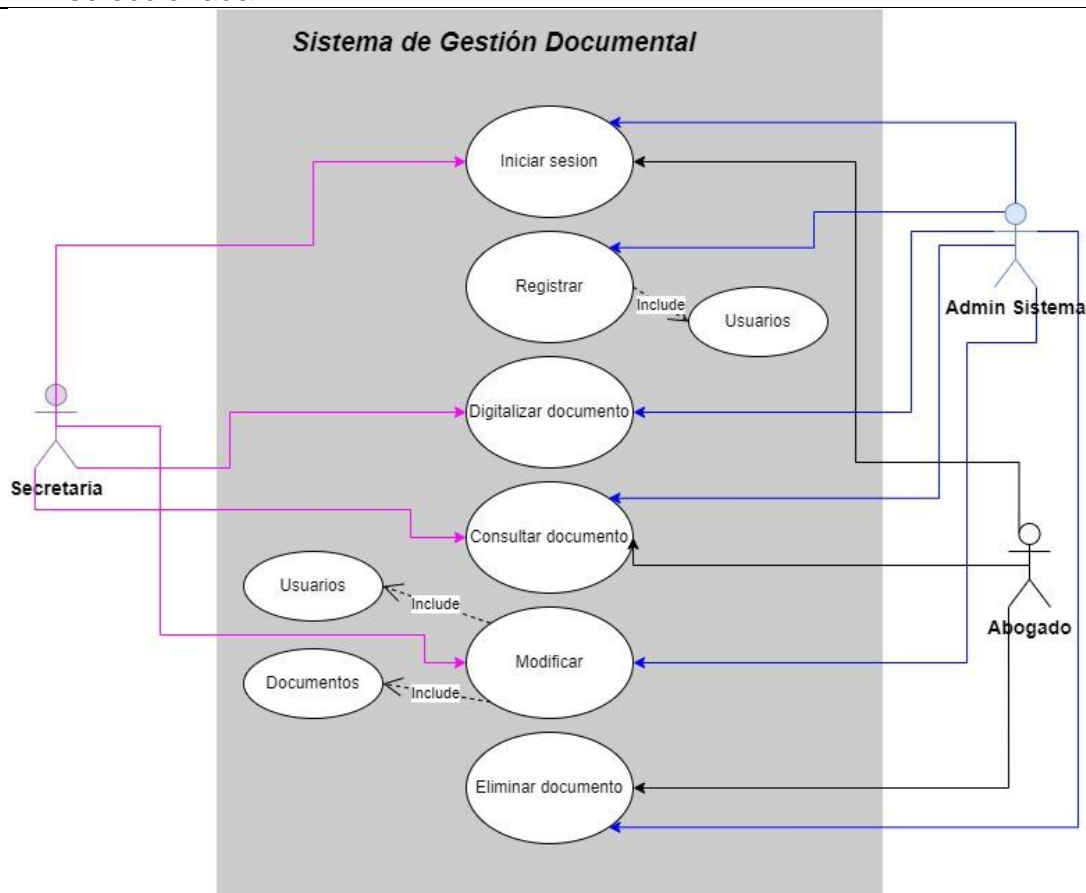 Sistema de Gestión Documental
Iniciar sesion
Registrar
Include
Usuarios
Admin Sistema
Digitalizar documento
Secretaria
Consultar documento
Usuarios
Include
Abogado
Modificar
Documentos
Include
Eliminar documento